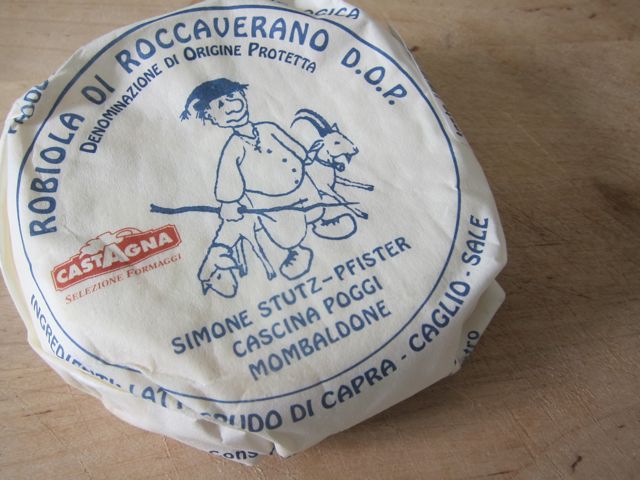 ROBIOLA DI ROCCAVERANO D.O.P.
DENOMINAZIONE DI ORIGINE PROTETTA
CASTAGNA
SELEZIONE FORMAGGI
SIMONE STUTZ-PFISTER
CASCINA POGGI
MOMBALDONE
CRUDO DI CAPRA - CAGLIO - SALE